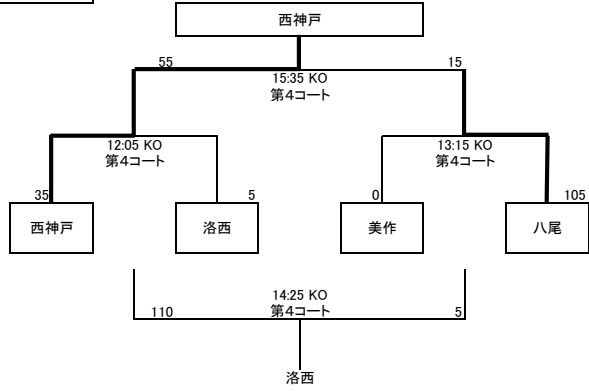 西神戸
55
15
15:35 KO
第4コート
12:05 KO
第4コート
13:15 KO
第4コート
35
5
0
105
西神戸
洛西
美作
八尾
14:25 KO
第4コート
110
5
洛西